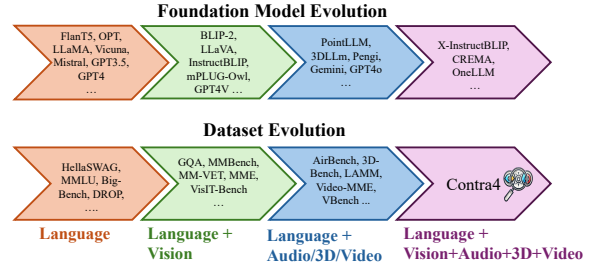 Foundation Model Evolution
FlanT5, OPT,
LLaMA, Vicuna,
Mistral, GPT3.5,
GPT4
…
BLIP-2,
LLaVA,
InstructBLIP,
mPLUG-Owl,
GPT4V …
PointLLM,
3DLLm, Pengi,
Gemini, GPT4o
…
X-InstructBLIP,
CREMA,
OneLLM
…
Dataset Evolution
HellaSWAG,
MMLU, Big-
Bench, DROP,
….
GQA, MMBench,
MM-VET, MME,
VisIT-Bench
…
AirBench, 3D-
Bench, LAMM,
Video-MME,
VBench ...
Contra4
Language
Language +
Vision
Language +
Audio/3D/Video
Language +
Vision+Audio+3D+Video